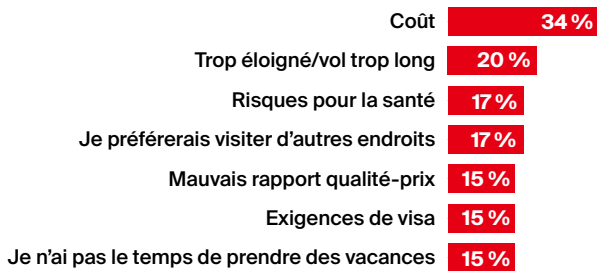 Coût 34 %
Trop éloigné/vol trop long 20 %
Risques pour la santé 17 %
Je préférerais visiter d’autres endroits 17 %
Mauvais rapport qualité-prix 15 %
Exigences de visa 15 %
Je n’ai pas le temps de prendre des vacances 15 %